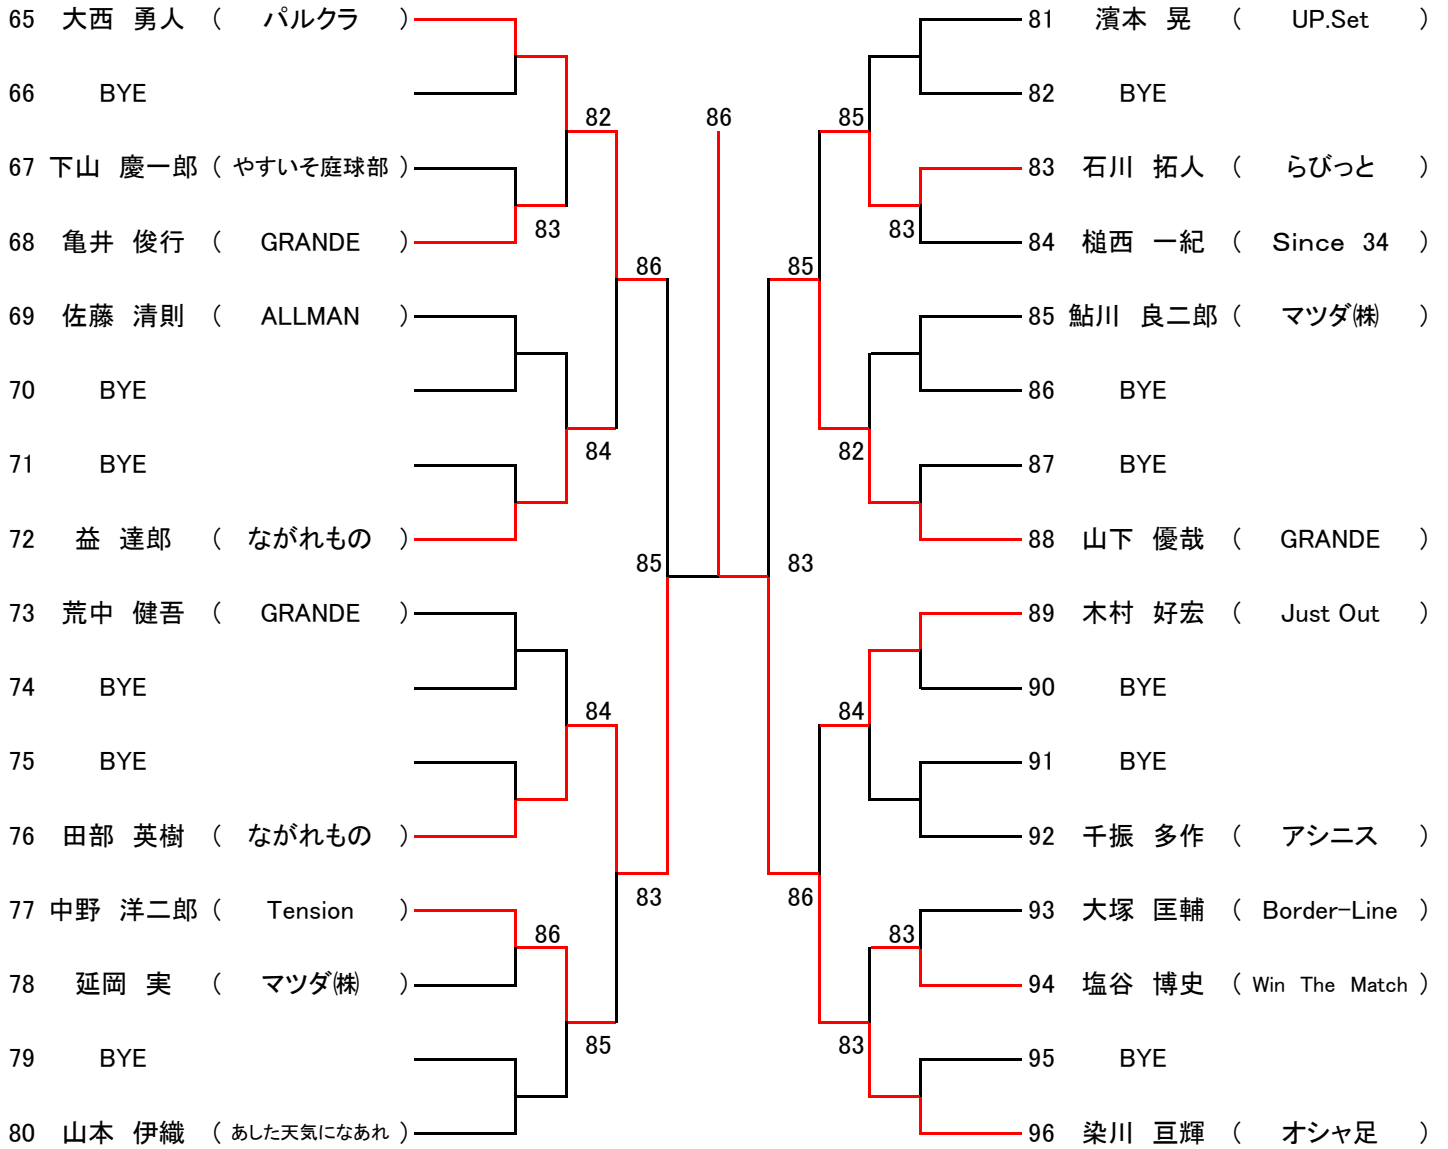 65 大西 勇人 （ パルクラ ）
66 BYE
82
67 下山 慶一郎 （ やすいそ庭球部 ）
83
68 亀井 俊行 （ GRANDE ）
86
69 佐藤 清則 （ ALLMAN ）
70 BYE
84
71 BYE
72 益 達郎 （ ながれもの ）
85
73 荒中 健吾 （ GRANDE ）
74 BYE
84
75 BYE
76 田部 英樹 （ ながれもの ）
83
77 中野 洋二郎 （ Tension ）
86
78 延岡 実 （ マツダ㈱ ）
85
79 BYE
80 山本 伊織 （ あした天気になあれ ）
86
81 濱本 晃 （ UP.Set ）
82 BYE
85
83 石川 拓人 （ らびっと ）
83
84 槌西 一紀 （ Since 34 ）
85
85 鮎川 良二郎 （ マツダ㈱ ）
86 BYE
82
87 BYE
88 山下 優哉 （ GRANDE ）
83
89 木村 好宏 （ Just Out ）
90 BYE
84
91 BYE
92 千振 多作 （ アシニス ）
86
93 大塚 匡輔 （ Border-Line ）
83
94 塩谷 博史 （ Win The Match ）
83
95 BYE
96 染川 亘輝 （ オシャ足 ）